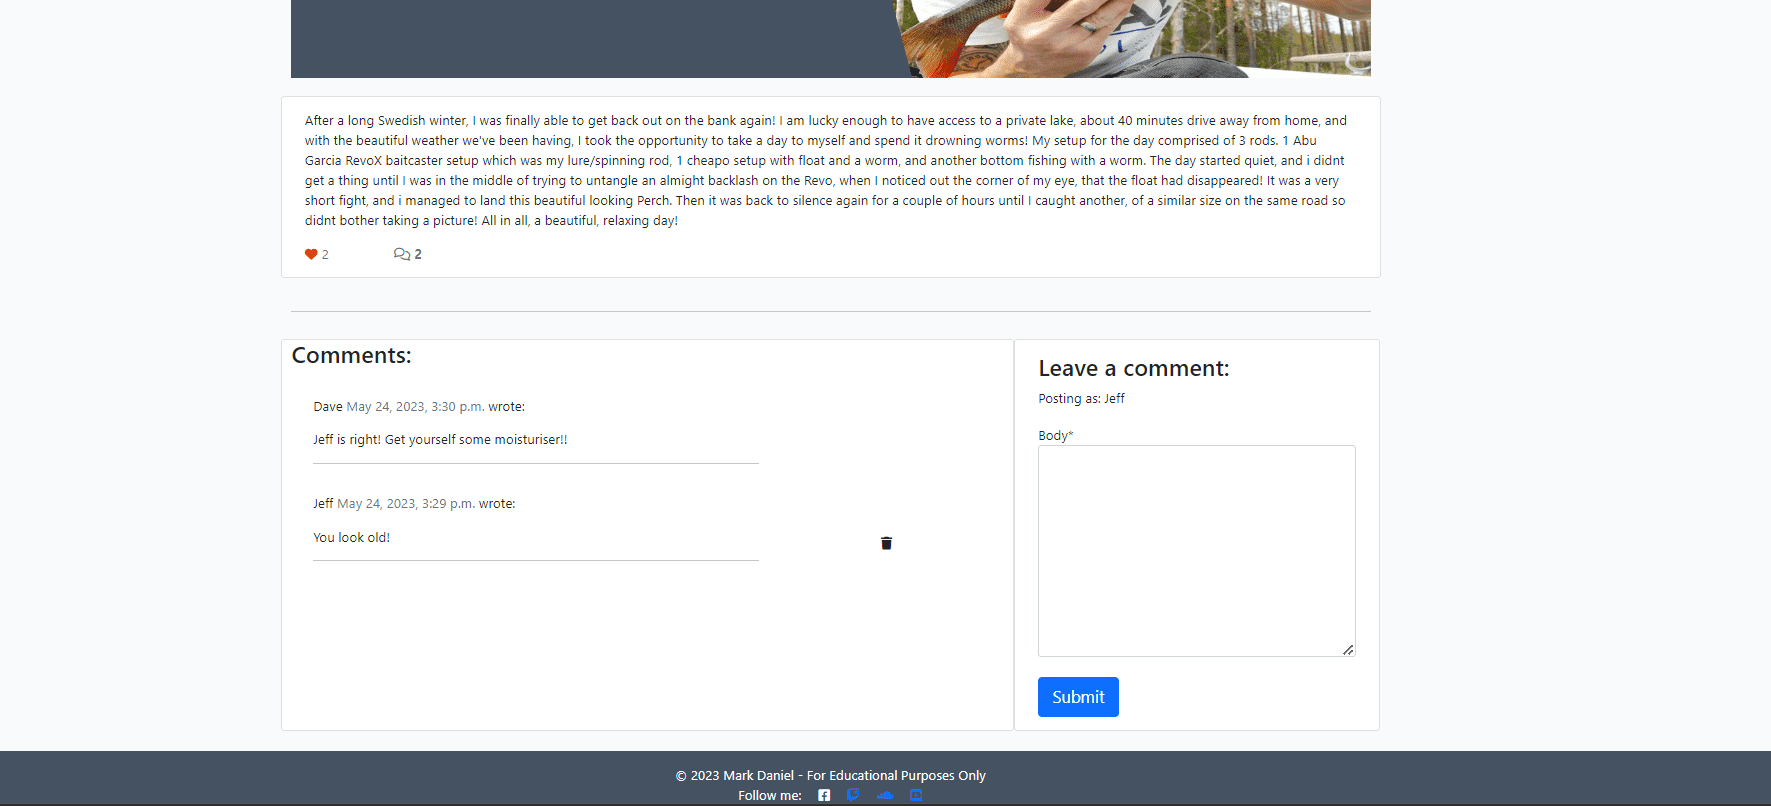 After a long Swedish winter, I was finally able to get back out on the bank again! I am lucky enough to have access to a private lake, about 40 minutes drive away from home, and
with the beautiful weather we've been having, I took the opportunity to take a day to myself and spend it drowning worms! My setup for the day comprised of 3 rods. 1 Abu
Garcia RevoX baitcaster setup which was my lure/spinning rod, 1 cheapo setup with float and a worm, and another bottom fishing with a worm. The day started quiet, and i didnt
get a thing until I was in the middle of trying to untangle an almight backlash on the Revo, when I noticed out the corner of my eye, that the float had disappeared! It was a very
short fight, and i managed to land this beautiful looking Perch. Then it was back to silence again for a couple of hours until I caught another, of a similar size on the same road so
didnt bother taking a picture! All in all, a beautiful, relaxing day!
2 2
Comments:
Dave May 24, 2023, 3:30 p.m. wrote:
Jeff is right! Get yourself some moisturiser!!
Jeff May 24, 2023, 3:29 p.m. wrote:
You look old!
Leave a comment:
Posting as: Jeff
Body*
Submit
© 2023 Mark Daniel - For Educational Purposes Only
Follow me: